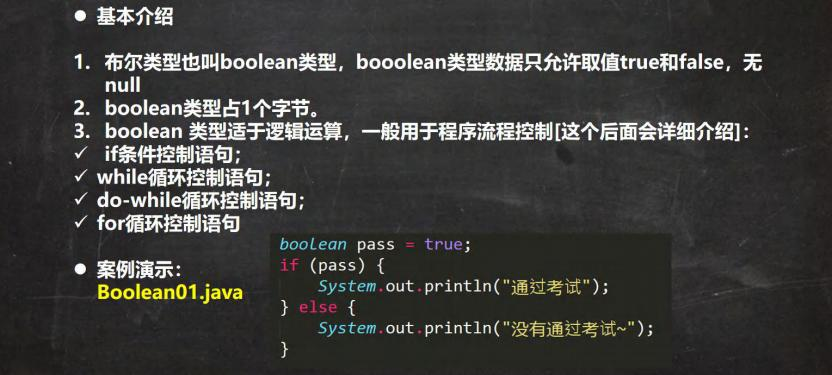 ● 基本介绍
1. 布尔类型也叫boolean类型，booolean类型数据只允许取值true和false，无
null
2. boolean类型占1个字节。
3. boolean 类型适于逻辑运算，一般用于程序流程控制[这个后面会详细介绍]：
✓ if条件控制语句；
✓ while循环控制语句；
✓ do-while循环控制语句；
✓ for循环控制语句
● 案例演示：
Boolean01.java
boolean pass = true;
if (pass) {
System.out.println("通过考试");
} else {
System.out.println("没有通过考试~");
}